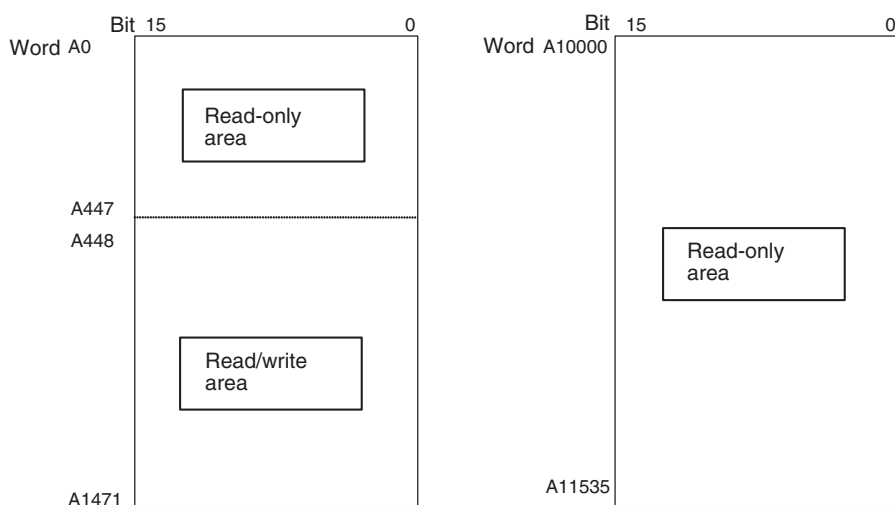 Bit 15 0
Word A0
Read-only
area
A447
A448
Read/write
area
A1471
Bit 15 0
Word A10000
Read-only
area
A11535